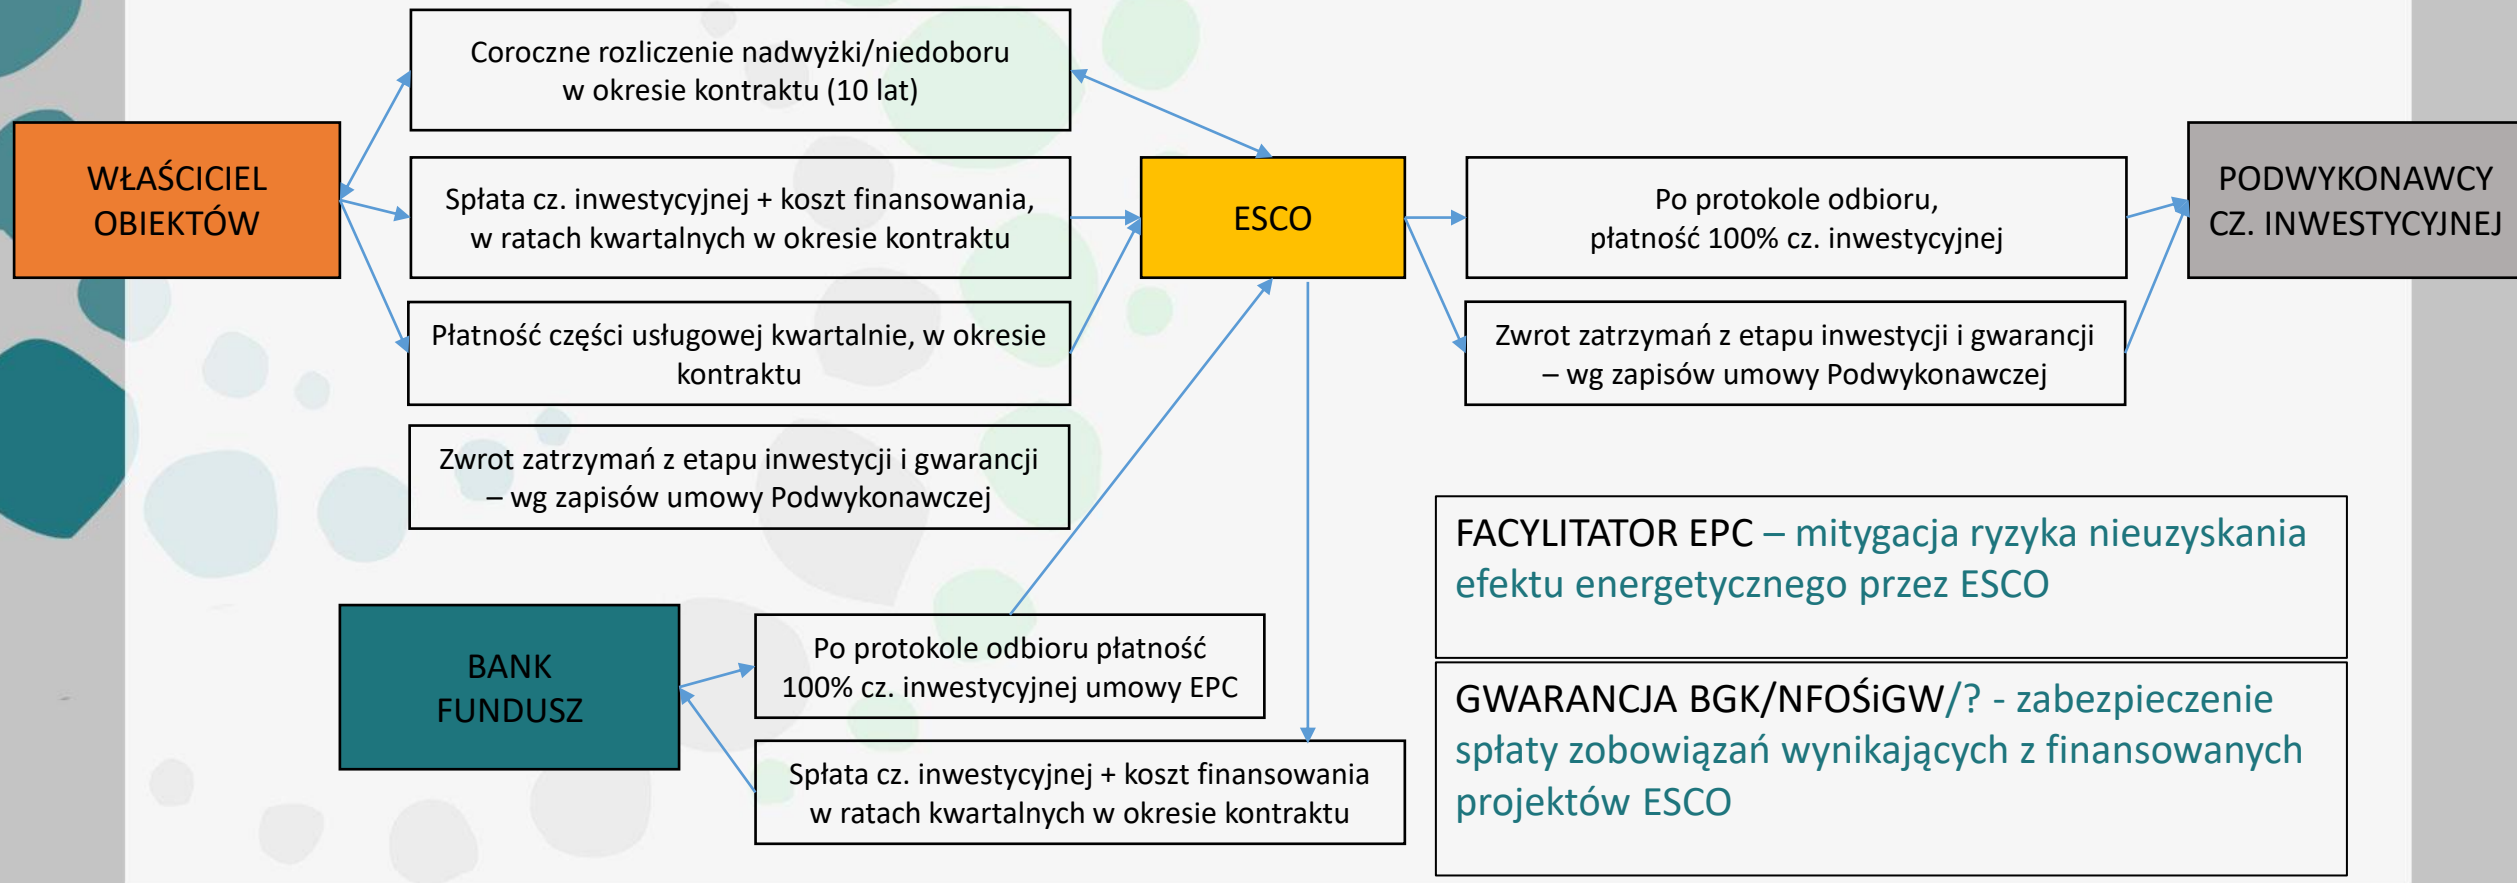 Coroczne rozliczenie nadwyżki/niedoboru
w okresie kontraktu (10 lat)
WŁAŚCICIEL
OBIEKTÓW
Spłata cz. inwestycyjnej + koszt finansowania,
w ratach kwartalnych w okresie kontraktu
ESCO
Po protokole odbioru,
płatność 100% cz. inwestycyjnej
PODWYKONAWCY
CZ. INWESTYCYJNEJ
Płatność części usługowej kwartalnie, w okresie
kontraktu
Zwrot zatrzymań z etapu inwestycji i gwarancji
– wg zapisów umowy Podwykonawczej
Zwrot zatrzymań z etapu inwestycji i gwarancji
– wg zapisów umowy Podwykonawczej
FACYLITATOR EPC – mitygacja ryzyka nieuzyskania
efektu energetycznego przez ESCO
BANK
FUNDUSZ
Po protokole odbioru płatność
100% cz. inwestycyjnej umowy EPC
Spłata cz. inwestycyjnej + koszt finansowania
w ratach kwartalnych w okresie kontraktu
GWARANCJA BGK/NFOŚiGW/? - zabezpieczenie
spłaty zobowiązań wynikających z finansowanych
projektów ESCO